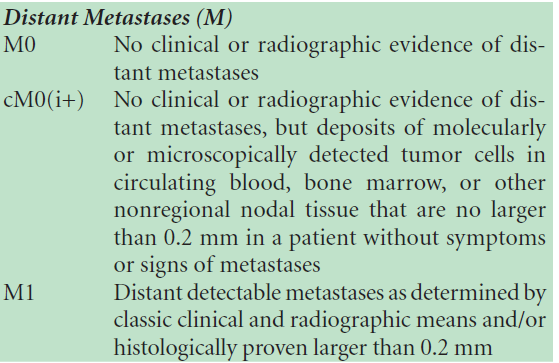 Distant Metastases (M)
M0 No clinical or radiographic evidence of dis-
tant metastases
cM0(i+) No clinical or radiographic evidence of dis-
tant metastases, but deposits of molecularly
or microscopically detected tumor cells in
circulating blood, bone marrow, or other
nonregional nodal tissue that are no larger
than 0.2 mm in a patient without symptoms
or signs of metastases
M1 Distant detectable metastases as determined by
classic clinical and radiographic means and/or
histologically proven larger than 0.2 mm